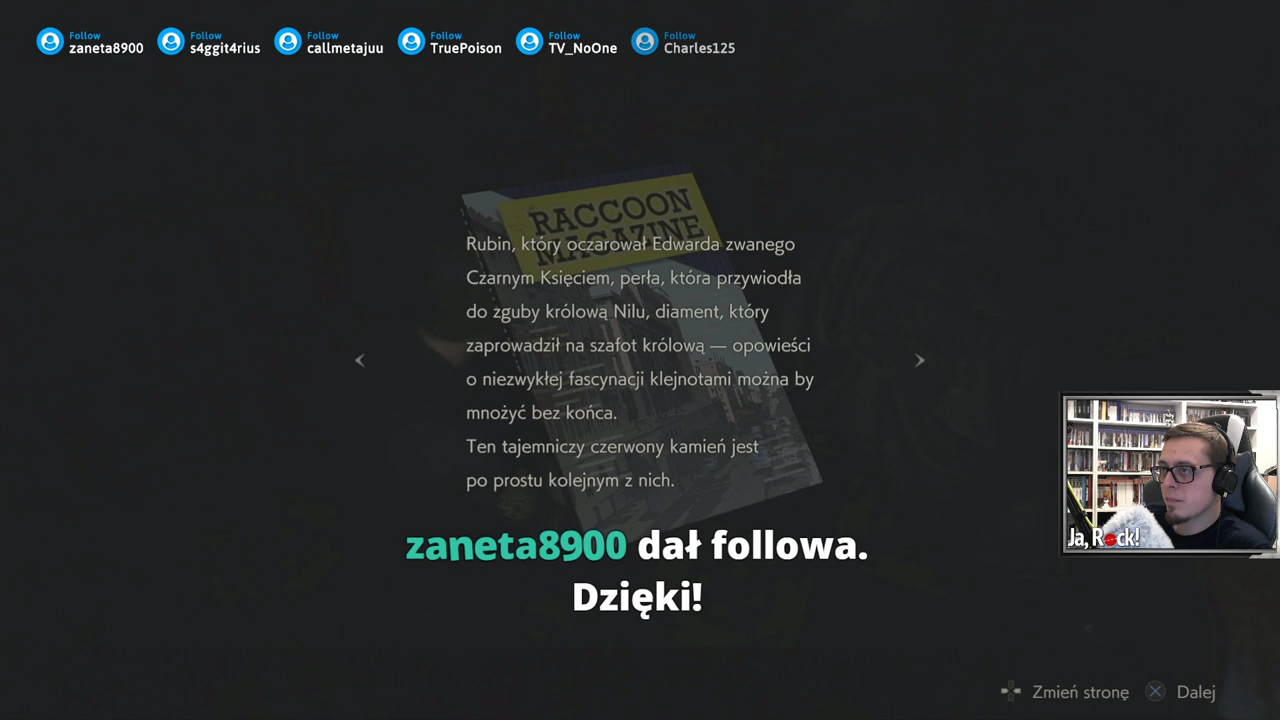 Follow
zaneta8900
Follow
s4ggit4rius
Follow
callmetajuu
Follow
TruePoison
Follow
TV_NoOne
Follow
Charles125
RACCOON
MAGAZINE
Rubin, który oczarował Edwarda zwanego
Czarnym Księciem, perła, która przywiodła
do zguby królową Nilu, diament, który
zaprowadził na szafot królową — opowieści
o niezwykłej fascynacji klejnotami można by
mnożyć bez końca.
Ten tajemniczy czerwony kamień jest
po prostu kolejnym z nich.
zaneta8900 dał followa.
Dzięki!
Ja, Rock!
Zmień stronę
Dalej